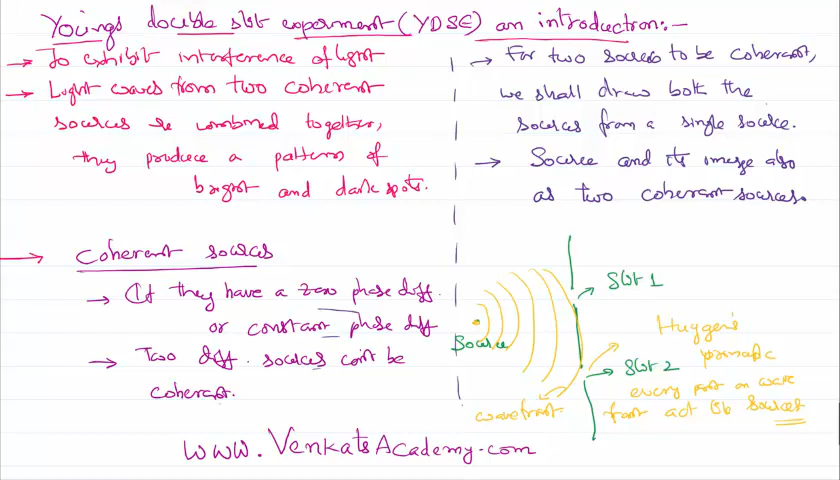 Youngs double slit experiment (YDSE) an introduction:-
→ To exhibit interference of light
→ Light waves from two coherent
sources are combined together,
they produce a patterns of
bright and dark spots.
→ Coherent sources
→ If they have a zero phase diff.
or constant phase diff
→ Two diff. sources con't be
coherent.
→ For two sources to be coherent,
we shall draw both the
sources from a single source.
→ Source and its image also
as two coherent sources.
Slit 1
Source
Huygen's
principle
Slit 2
every point on wave
front act as sources
wavefront
www.VenkatsAcademy.com